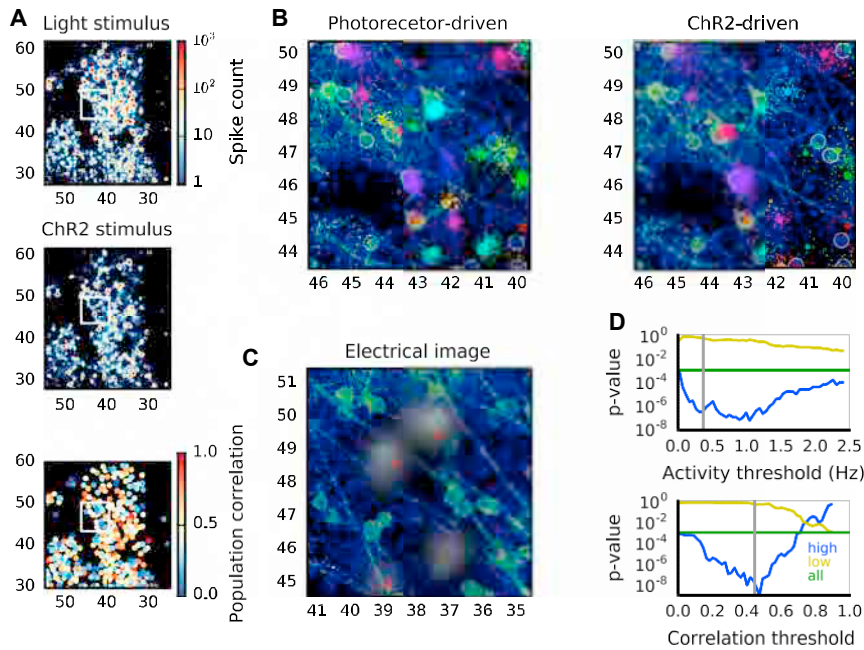 A
Light stimulus
60
50
40
30
50 40 30
10³
10²
10
1
Spike count
ChR2 stimulus
60
50
40
30
50 40 30
60
50
40
30
50 40 30
1.0
0.5
0.0
Population correlation
B
Photorecetor-driven
50
49
48
47
46
45
44
46 45 44 43 42 41 40
ChR2-driven
50
49
48
47
46
45
44
46 45 44 43 42 41 40
C
Electrical image
51
50
49
48
47
46
45
41 40 39 38 37 36 35
D
10⁰
10⁻²
10⁻⁴
10⁻⁶
10⁻⁸
p-value
0.0 0.5 1.0 1.5 2.0 2.5
Activity threshold (Hz)
10⁰
10⁻²
10⁻⁴
10⁻⁶
10⁻⁸
p-value
high
low
all
0.0 0.2 0.4 0.6 0.8 1.0
Correlation threshold